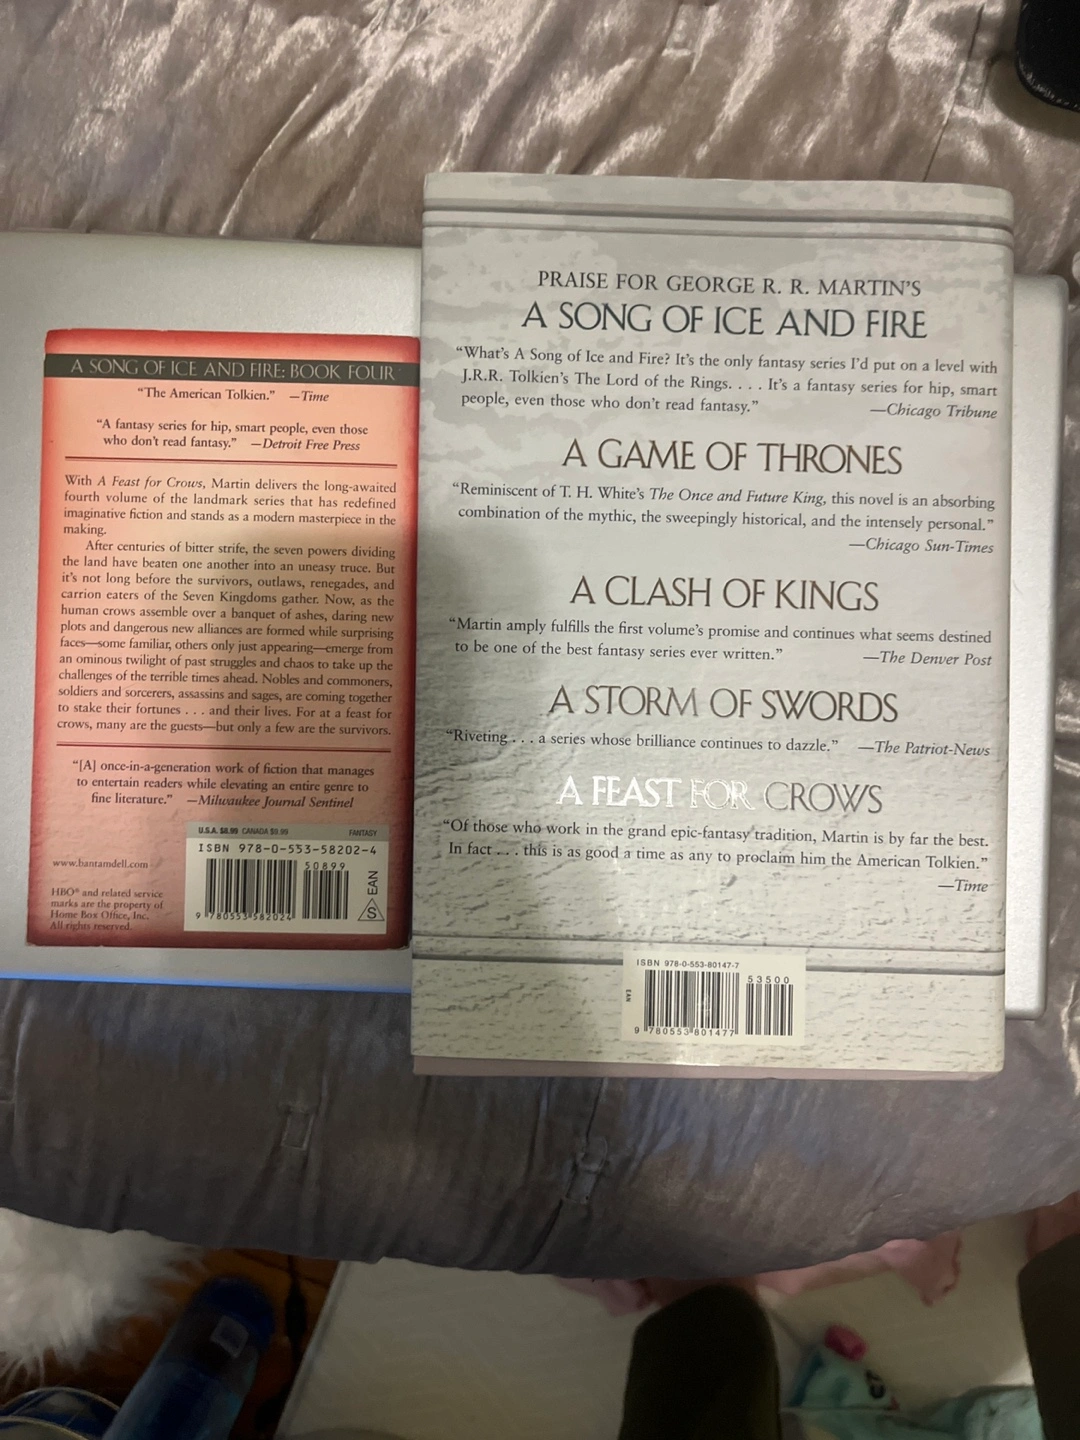 A SONG OF ICE AND FIRE: BOOK FOUR
“The American Tolkien.” —Time
“A fantasy series for hip, smart people, even those
who don’t read fantasy.” —Detroit Free Press
With A Feast for Crows, Martin delivers the long-awaited
fourth volume of the landmark series that has redefined
imaginative fiction and stands as a modern masterpiece in the
making.
After centuries of bitter strife, the seven powers dividing
the land have beaten one another into an uneasy truce. But
it’s not long before the survivors, outlaws, renegades, and
carrion eaters of the Seven Kingdoms gather. Now, as the
human crows assemble over a banquet of ashes, daring new
plots and dangerous new alliances are formed while surprising
faces—some familiar, others only just appearing—emerge from
an ominous twilight of past struggles and chaos to take up the
challenges of the terrible times ahead. Nobles and commoners,
soldiers and sorcerers, assassins and sages, are coming together
to stake their fortunes . . . and their lives. For at a feast for
crows, many are the guests—but only a few are the survivors.
“[A] once-in-a-generation work of fiction that manages
to entertain readers while elevating an entire genre to
fine literature.” —Milwaukee Journal Sentinel
U.S.A. $8.99 CANADA $9.99 FANTASY
ISBN 978-0-553-58202-4
50899
9 780553 582024
EAN
S
www.bantamdell.com
HBO® and related service
marks are the property of
Home Box Office, Inc.
All rights reserved.
PRAISE FOR GEORGE R. R. MARTIN’S
A SONG OF ICE AND FIRE
“What’s A Song of Ice and Fire? It’s the only fantasy series I’d put on a level with
J.R.R. Tolkien’s The Lord of the Rings. . . . It’s a fantasy series for hip, smart
people, even those who don’t read fantasy.” —Chicago Tribune
A GAME OF THRONES
“Reminiscent of T. H. White’s The Once and Future King, this novel is an absorbing
combination of the mythic, the sweepingly historical, and the intensely personal.”
—Chicago Sun-Times
A CLASH OF KINGS
“Martin amply fulfills the first volume’s promise and continues what seems destined
to be one of the best fantasy series ever written.” —The Denver Post
A STORM OF SWORDS
“Riveting . . . a series whose brilliance continues to dazzle.” —The Patriot-News
A FEAST FOR CROWS
“Of those who work in the grand epic-fantasy tradition, Martin is by far the best.
In fact . . . this is as good a time as any to proclaim him the American Tolkien.”
—Time
ISBN 978-0-553-80147-7
53500
EAN
9 780553 801477